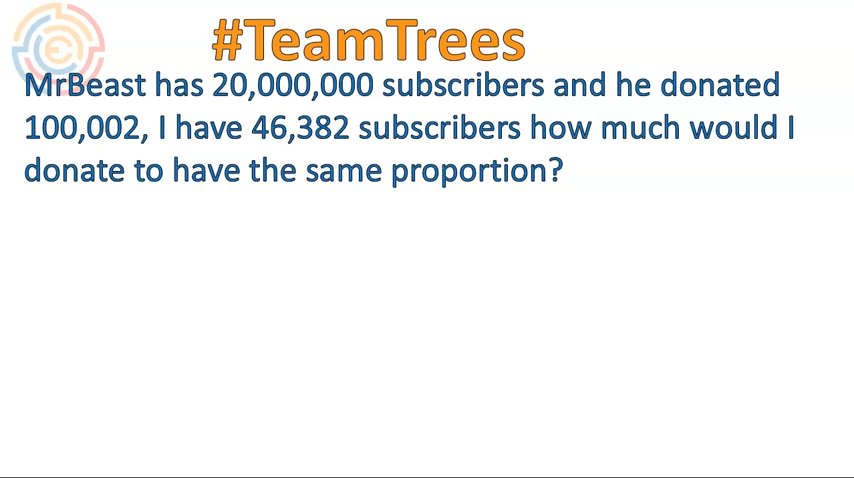 #TeamTrees
MrBeast has 20,000,000 subscribers and he donated
100,002, I have 46,382 subscribers how much would I
donate to have the same proportion?